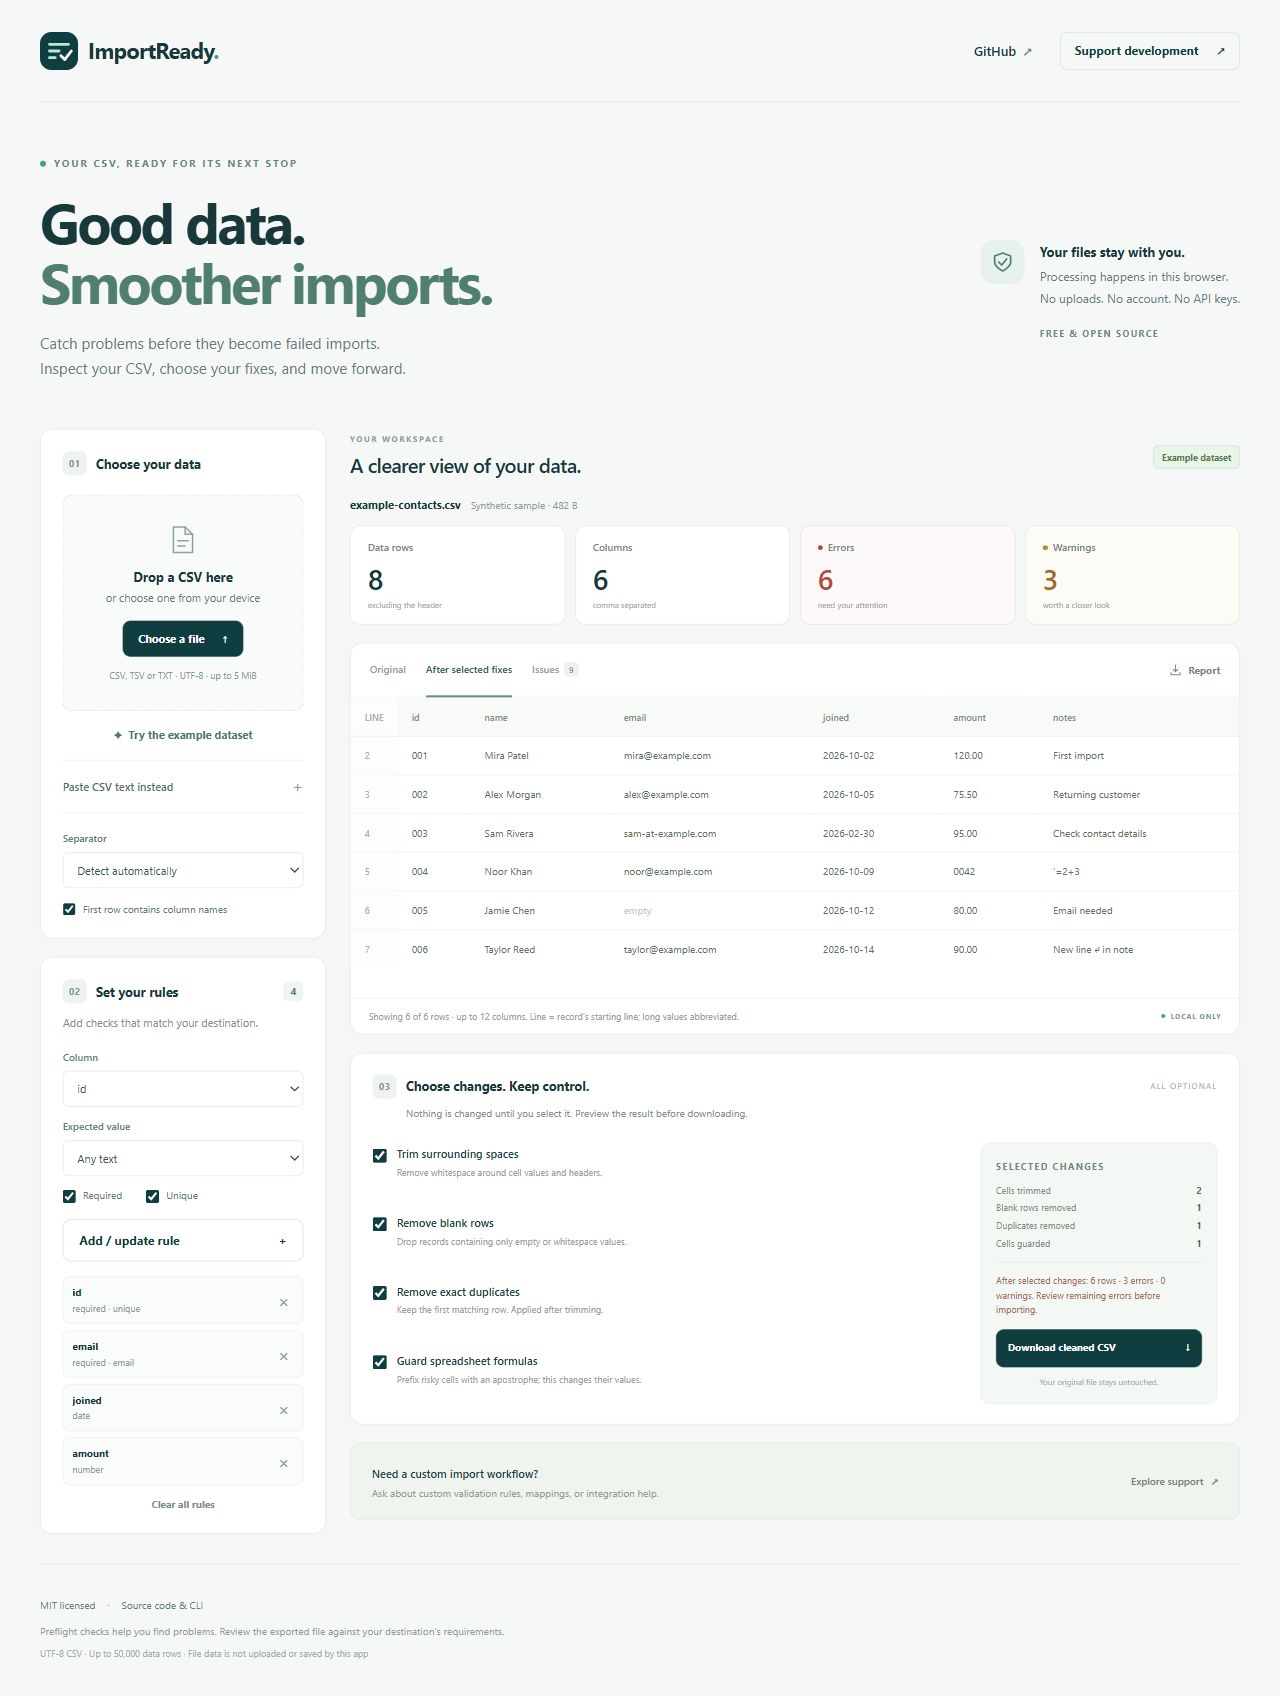 ImportReady.
GitHub ↗
Support development ↗
YOUR CSV, READY FOR ITS NEXT STOP
Good data.
Smoother imports.
Catch problems before they become failed imports.
Inspect your CSV, choose your fixes, and move forward.
Your files stay with you.
Processing happens in this browser.
No uploads. No account. No API keys.
FREE & OPEN SOURCE
01 Choose your data
Drop a CSV here
or choose one from your device
Choose a file ↑
CSV, TSV or TXT · UTF-8 · up to 5 MiB
✦ Try the example dataset
Paste CSV text instead +
Separator
Detect automatically
First row contains column names
02 Set your rules 4
Add checks that match your destination.
Column
id
Expected value
Any text
Required Unique
Add / update rule +
id
required · unique ×
email
required · email ×
joined
date ×
amount
number ×
Clear all rules
YOUR WORKSPACE
A clearer view of your data.
Example dataset
example-contacts.csv Synthetic sample · 482 B
Data rows
8
excluding the header
Columns
6
comma separated
Errors
6
need your attention
Warnings
3
worth a closer look
Original After selected fixes Issues 9 Report
LINE id name email joined amount notes
2 001 Mira Patel mira@example.com 2026-10-02 120.00 First import
3 002 Alex Morgan alex@example.com 2026-10-05 75.50 Returning customer
4 003 Sam Rivera sam-at-example.com 2026-02-30 95.00 Check contact details
5 004 Noor Khan noor@example.com 2026-10-09 0042 '=2+3
6 005 Jamie Chen empty 2026-10-12 80.00 Email needed
7 006 Taylor Reed taylor@example.com 2026-10-14 90.00 New line ↵ in note
Showing 6 of 6 rows · up to 12 columns. Line = record's starting line; long values abbreviated.
LOCAL ONLY
03 Choose changes. Keep control.
ALL OPTIONAL
Nothing is changed until you select it. Preview the result before downloading.
Trim surrounding spaces
Remove whitespace around cell values and headers.
Remove blank rows
Drop records containing only empty or whitespace values.
Remove exact duplicates
Keep the first matching row. Applied after trimming.
Guard spreadsheet formulas
Prefix risky cells with an apostrophe; this changes their values.
SELECTED CHANGES
Cells trimmed 2
Blank rows removed 1
Duplicates removed 1
Cells guarded 1
After selected changes: 6 rows · 3 errors · 0
warnings. Review remaining errors before
importing.
Download cleaned CSV ↓
Your original file stays untouched.
Need a custom import workflow?
Ask about custom validation rules, mappings, or integration help.
Explore support ↗
MIT licensed · Source code & CLI
Preflight checks help you find problems. Review the exported file against your destination's requirements.
UTF-8 CSV · Up to 50,000 data rows · File data is not uploaded or saved by this app